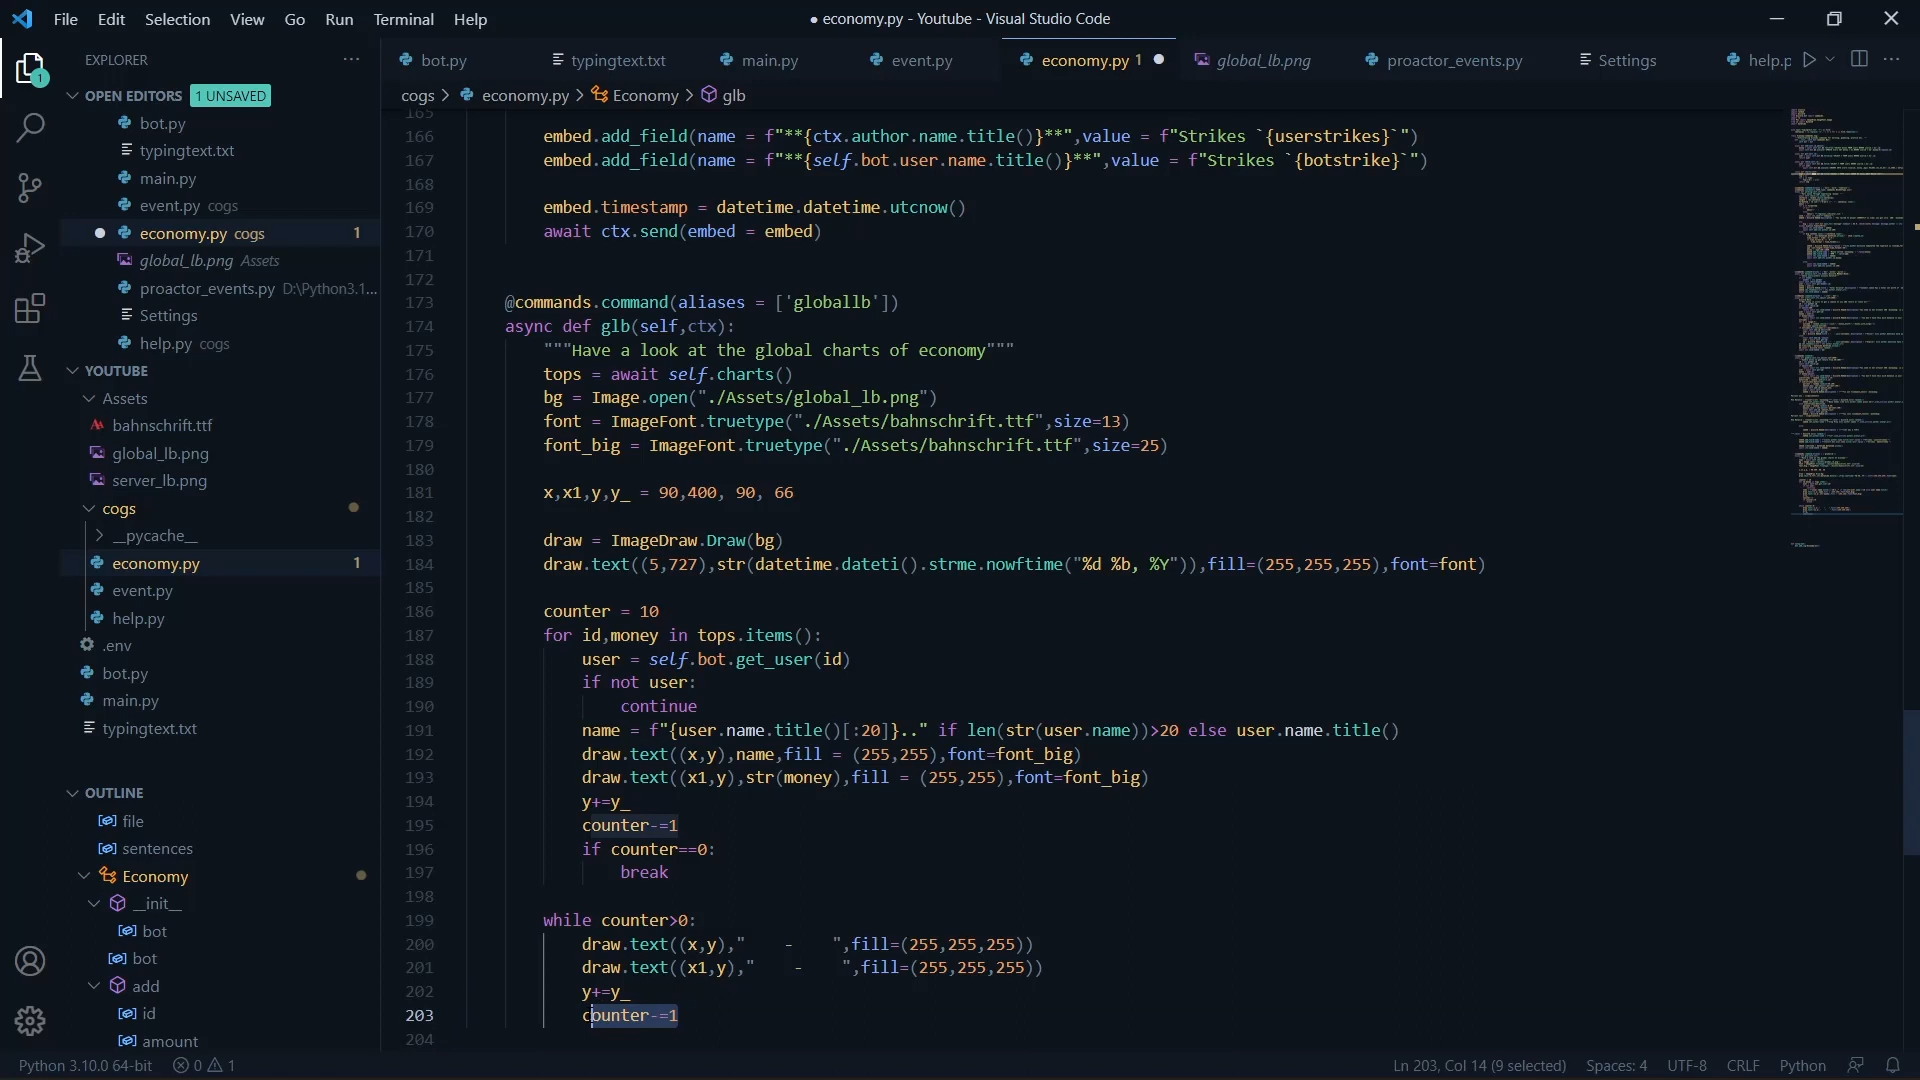 File Edit Selection View Go Run Terminal Help
● economy.py - Youtube - Visual Studio Code
EXPLORER
bot.py typingtext.txt main.py event.py economy.py 1 global_lb.png proactor_events.py Settings help.p
OPEN EDITORS 1 UNSAVED
cogs > economy.py > Economy > glb
bot.py
typingtext.txt
main.py
event.py cogs
economy.py cogs 1
global_lb.png Assets
proactor_events.py D:\Python3.1...
Settings
help.py cogs
YOUTUBE
Assets
bahnschrift.ttf
global_lb.png
server_lb.png
cogs
__pycache__
economy.py 1
event.py
help.py
.env
bot.py
main.py
typingtext.txt
OUTLINE
file
sentences
Economy
__init__
bot
bot
add
id
amount
165
166 embed.add_field(name = f"**{ctx.author.name.title()}**",value = f"Strikes `{userstrikes}`")
167 embed.add_field(name = f"**{self.bot.user.name.title()}**",value = f"Strikes `{botstrike}`")
168
169 embed.timestamp = datetime.datetime.utcnow()
170 await ctx.send(embed = embed)
171
172
173 @commands.command(aliases = ['globallb'])
174 async def glb(self,ctx):
175 """Have a look at the global charts of economy"""
176 tops = await self.charts()
177 bg = Image.open("./Assets/global_lb.png")
178 font = ImageFont.truetype("./Assets/bahnschrift.ttf",size=13)
179 font_big = ImageFont.truetype("./Assets/bahnschrift.ttf",size=25)
180
181 x,x1,y,y_ = 90,400, 90, 66
182
183 draw = ImageDraw.Draw(bg)
184 draw.text((5,727),str(datetime.dateti().strme.nowftime("%d %b, %Y")),fill=(255,255,255),font=font)
185
186 counter = 10
187 for id,money in tops.items():
188 user = self.bot.get_user(id)
189 if not user:
190 continue
191 name = f"{user.name.title()[:20]}.." if len(str(user.name))>20 else user.name.title()
192 draw.text((x,y),name,fill = (255,255),font=font_big)
193 draw.text((x1,y),str(money),fill = (255,255),font=font_big)
194 y+=y_
195 counter-=1
196 if counter==0:
197 break
198
199 while counter>0:
200 draw.text((x,y),"    -    ",fill=(255,255,255))
201 draw.text((x1,y),"    -    ",fill=(255,255,255))
202 y+=y_
203 counter-=1
204
Python 3.10.0 64-bit 0 1 Ln 203, Col 14 (9 selected) Spaces: 4 UTF-8 CRLF Python